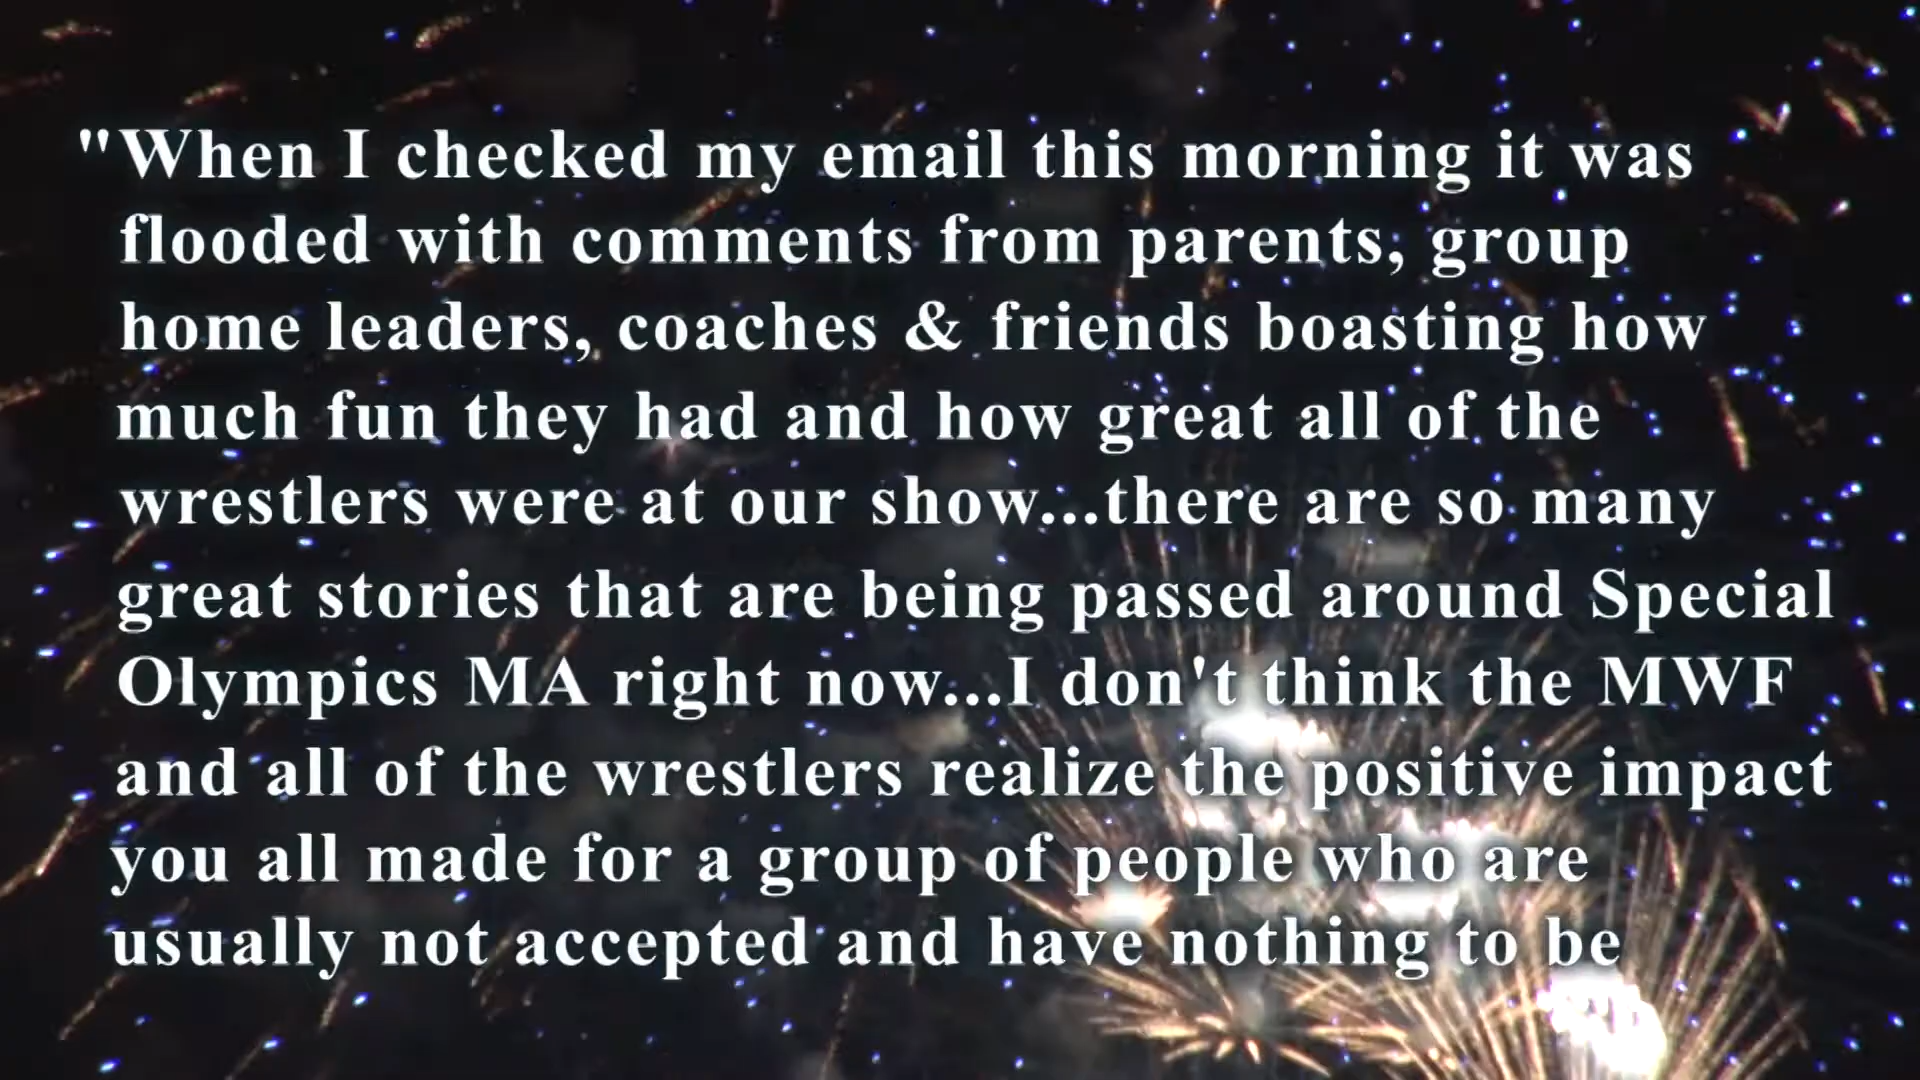 "When I checked my email this morning it was
flooded with comments from parents, group
home leaders, coaches & friends boasting how
much fun they had and how great all of the
wrestlers were at our show...there are so many
great stories that are being passed around Special
Olympics MA right now...I don't think the MWF
and all of the wrestlers realize the positive impact
you all made for a group of people who are
usually not accepted and have nothing to be